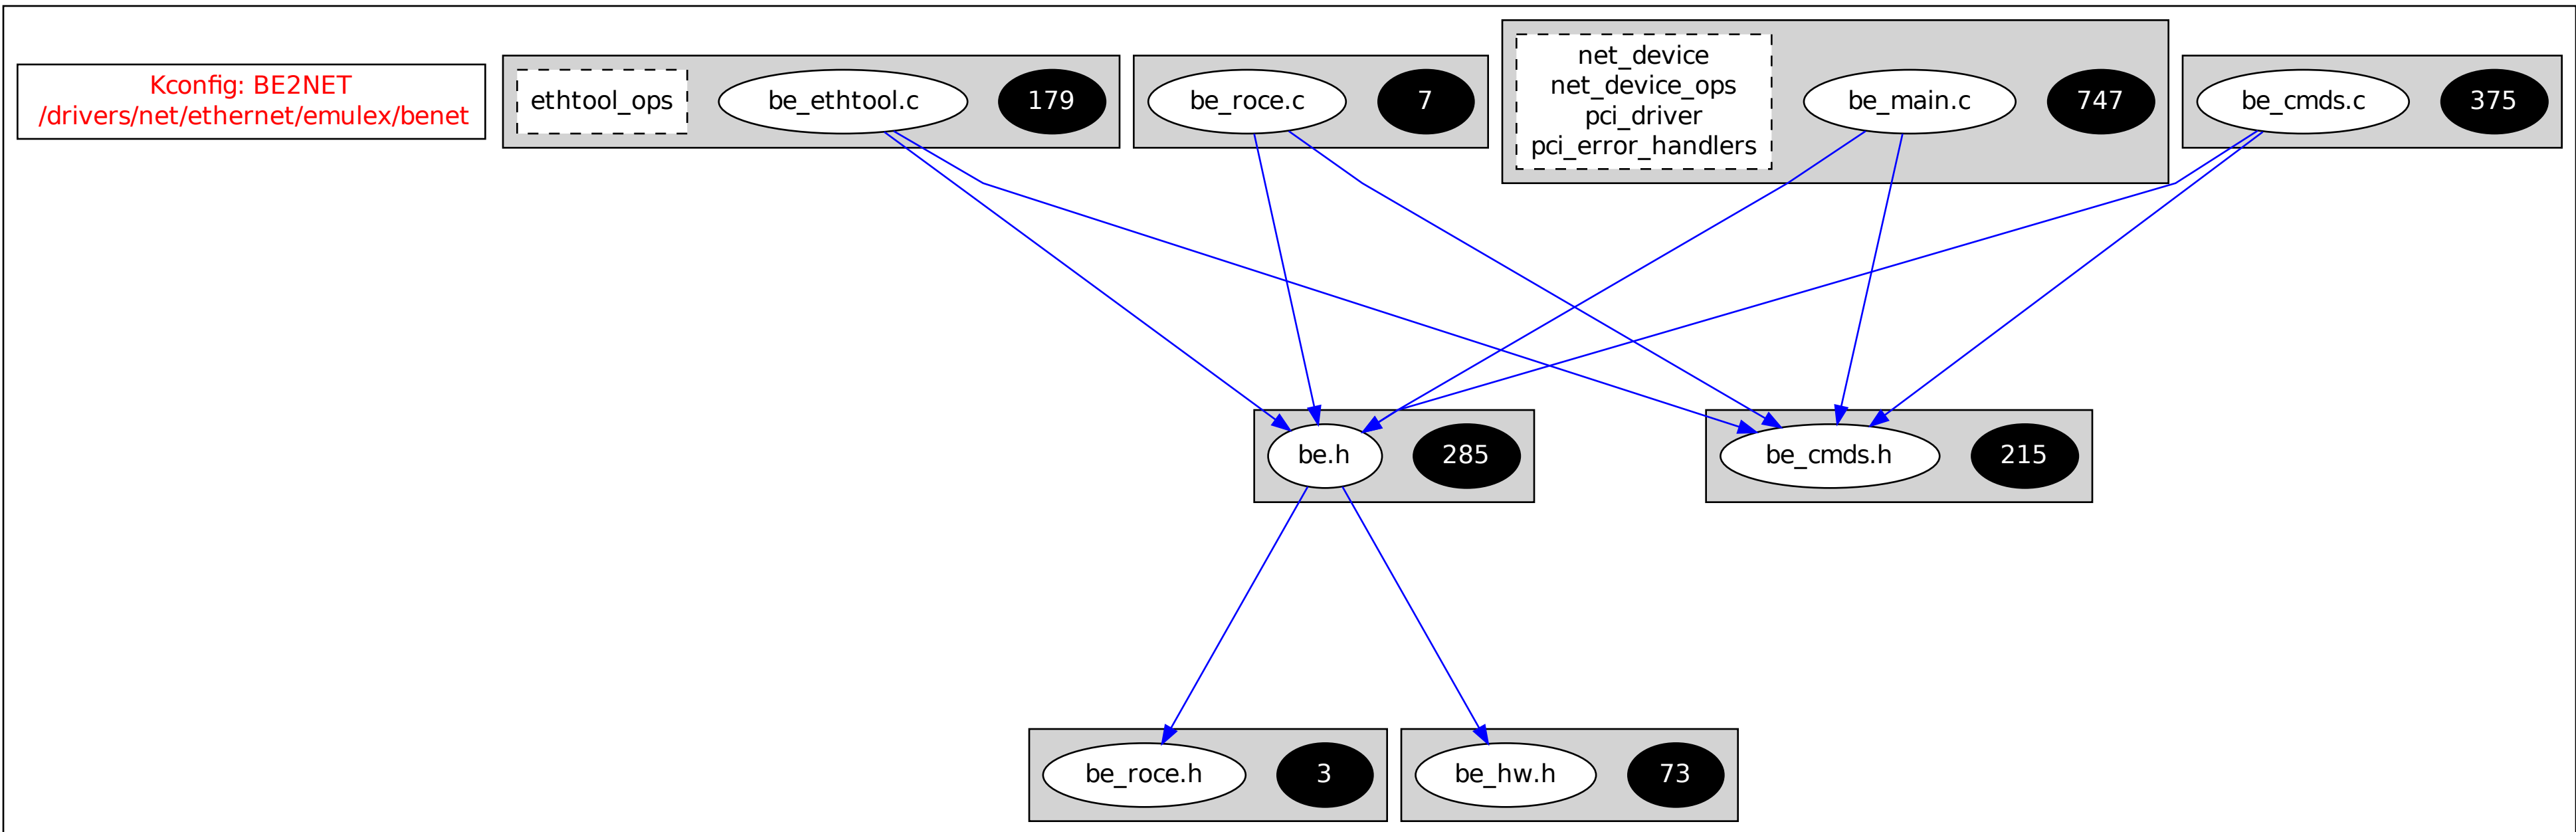 Kconfig: BE2NET
/drivers/net/ethernet/emulex/benet
ethtool_ops
be_ethtool.c
179
be_roce.c
7
net_device
net_device_ops
pci_driver
pci_error_handlers
be_main.c
747
be_cmds.c
375
be.h
285
be_cmds.h
215
be_roce.h
3
be_hw.h
73